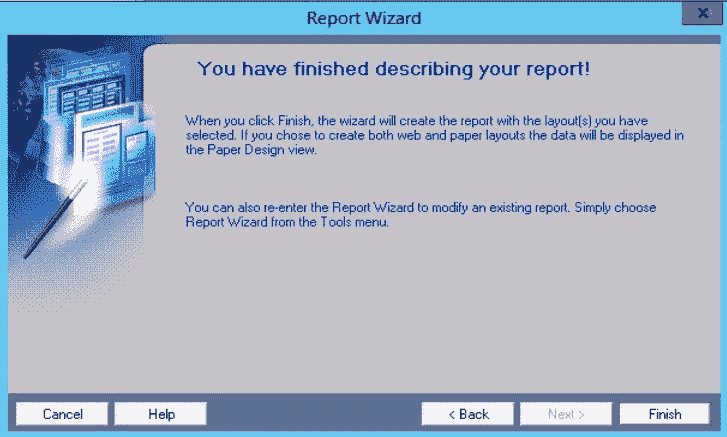 Report Wizard
x
You have finished describing your report!
When you click Finish, the wizard will create the report with the layout(s) you have
selected. If you chose to create both web and paper layouts the data will be displayed in
the Paper Design view.
You can also re-enter the Report Wizard to modify an existing report. Simply choose
Report Wizard from the Tools menu.
Cancel Help < Back Next > Finish